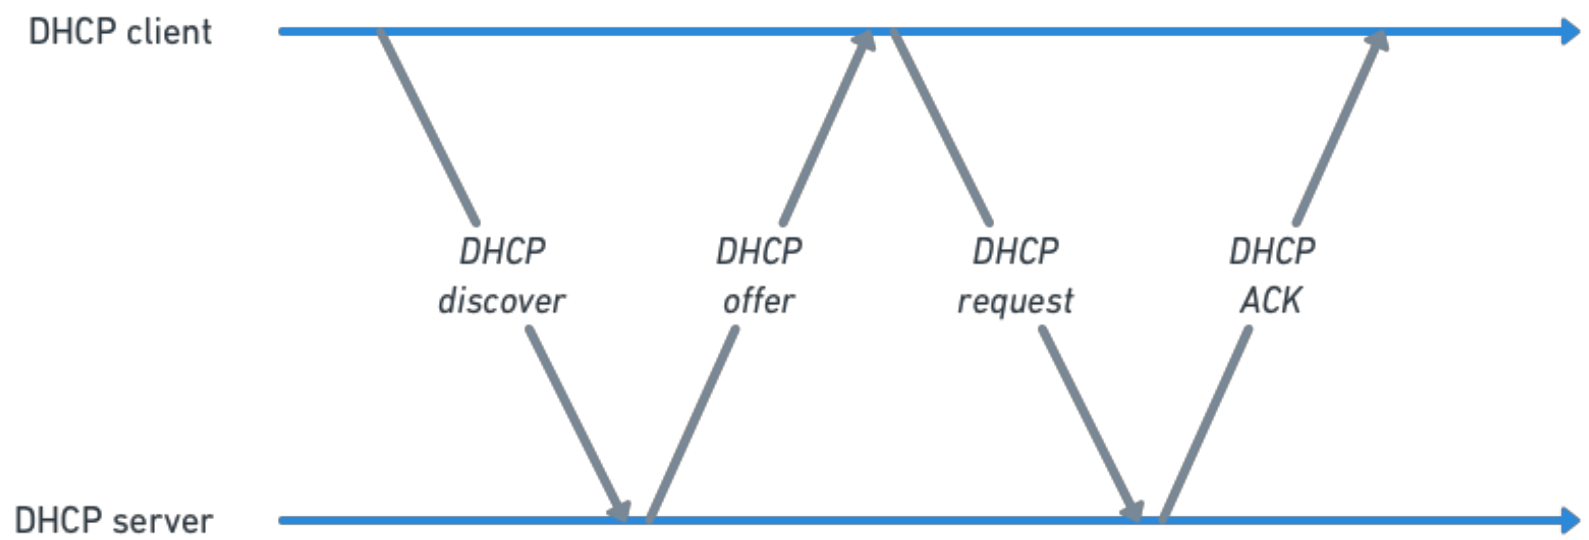 DHCP client
DHCP
discover
DHCP
offer
DHCP
request
DHCP
ACK
DHCP server